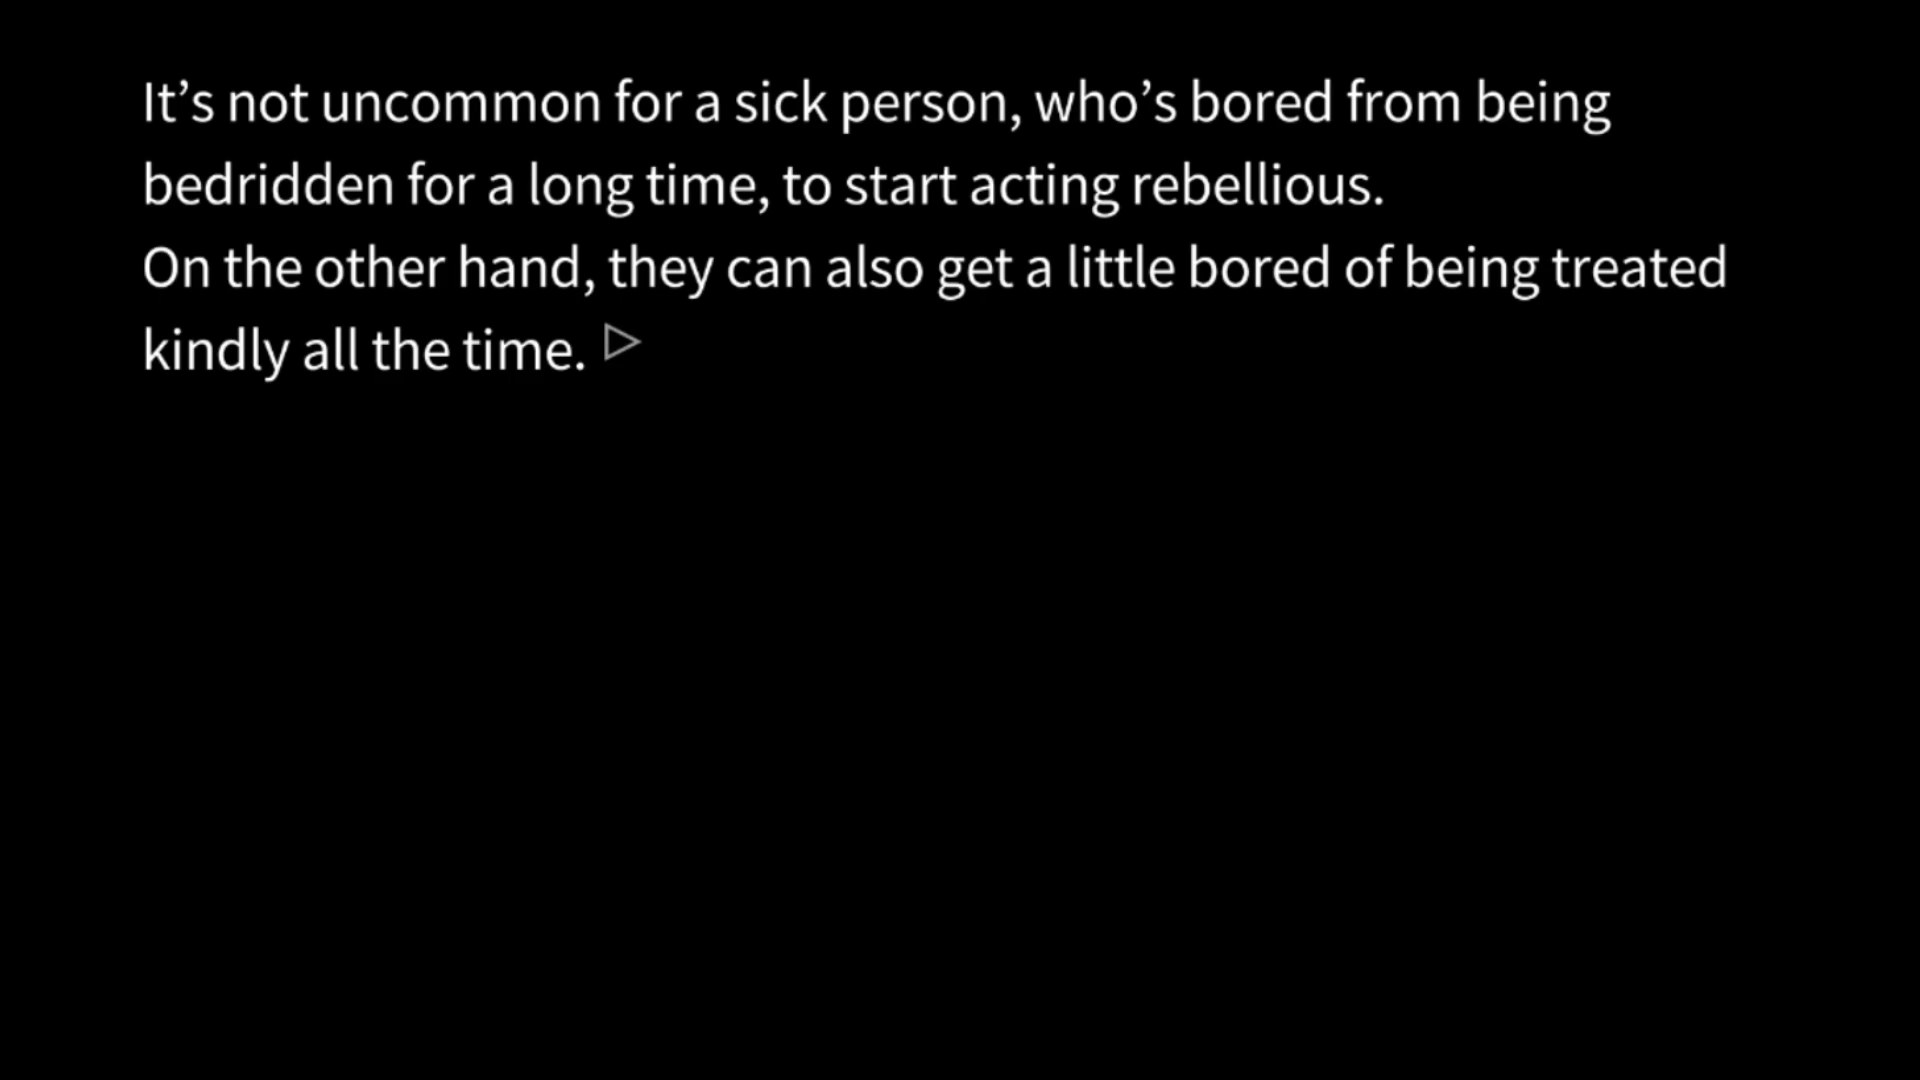 It’s not uncommon for a sick person, who’s bored from being
bedridden for a long time, to start acting rebellious.
On the other hand, they can also get a little bored of being treated
kindly all the time.